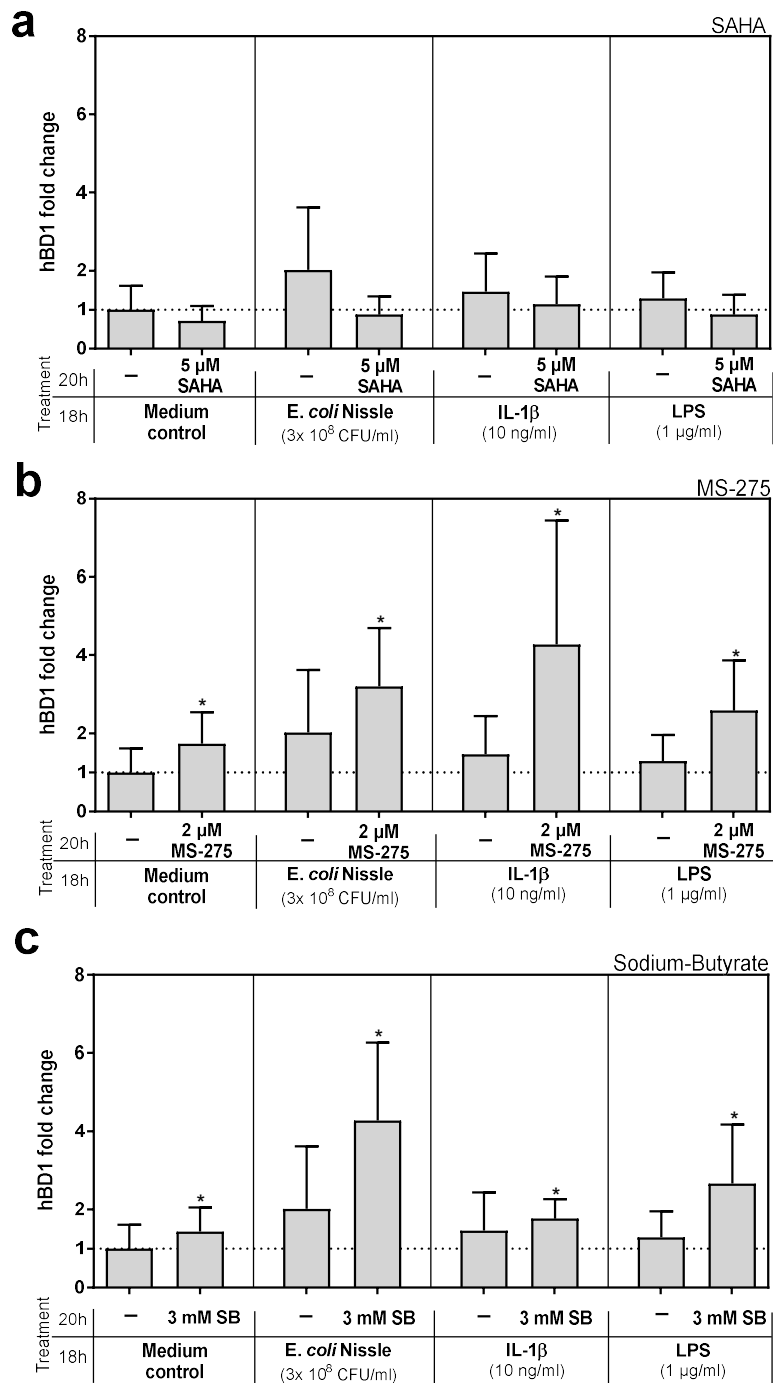 a
SAHA
hBD1 fold change
8
6
4
2
1
0
Treatment
20h
–
5 µM
SAHA
–
5 µM
SAHA
–
5 µM
SAHA
–
5 µM
SAHA
18h
Medium
control
E. coli Nissle
(3x 10⁸ CFU/ml)
IL-1β
(10 ng/ml)
LPS
(1 µg/ml)
b
MS-275
hBD1 fold change
8
6
4
2
1
0
*
*
*
*
Treatment
20h
–
2 µM
MS-275
–
2 µM
MS-275
–
2 µM
MS-275
–
2 µM
MS-275
18h
Medium
control
E. coli Nissle
(3x 10⁸ CFU/ml)
IL-1β
(10 ng/ml)
LPS
(1 µg/ml)
c
Sodium-Butyrate
hBD1 fold change
8
6
4
2
1
0
*
*
*
*
Treatment
20h
–
3 mM SB
–
3 mM SB
–
3 mM SB
–
3 mM SB
18h
Medium
control
E. coli Nissle
(3x 10⁸ CFU/ml)
IL-1β
(10 ng/ml)
LPS
(1 µg/ml)